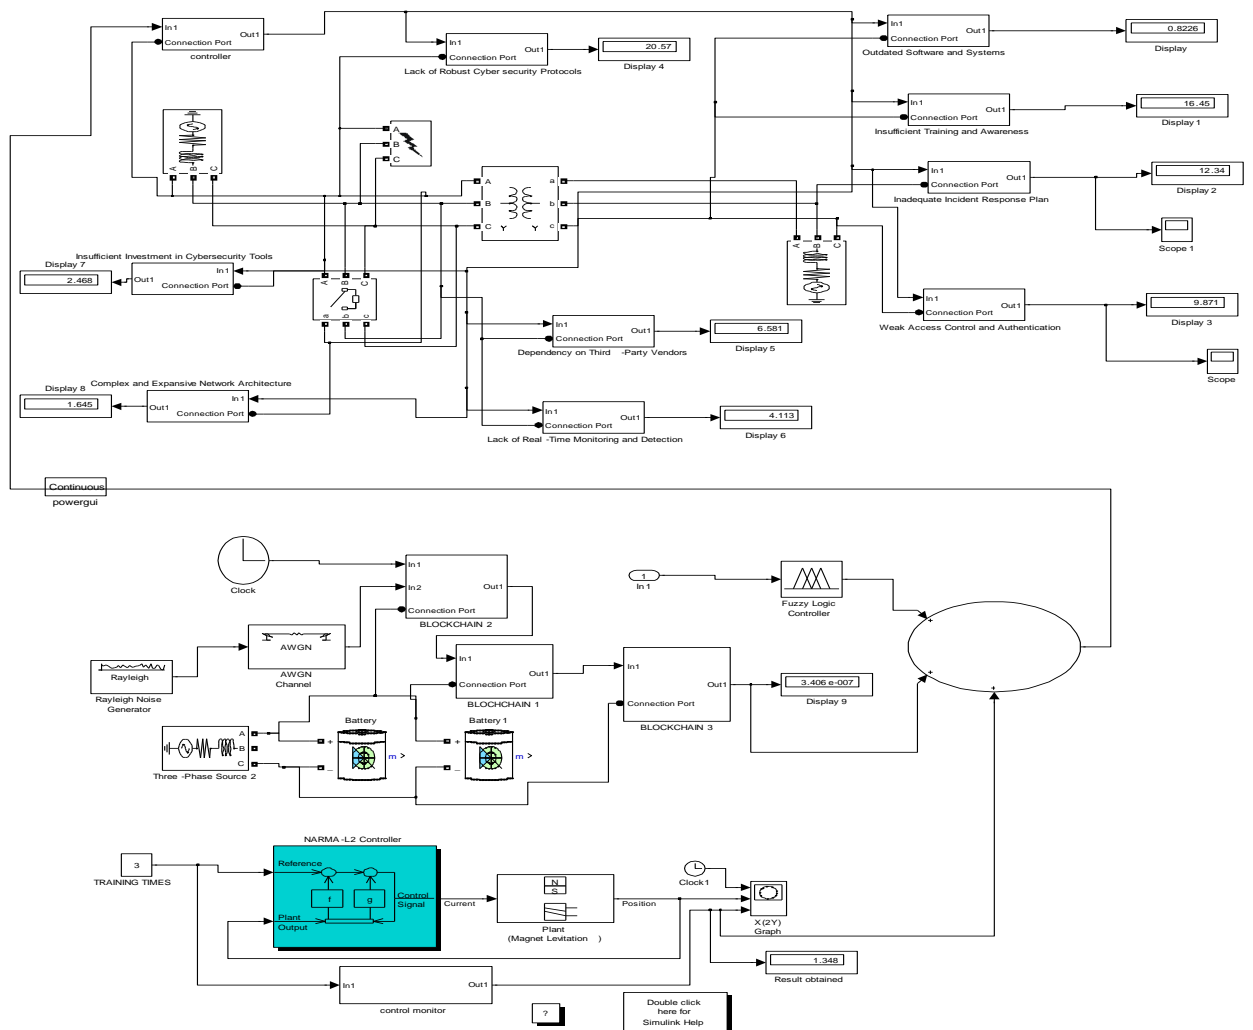 In1
Out1
Connection Port
controller
In1
Out1
Connection Port
Lack of Robust Cyber security Protocols
20.57
Display 4
In1
Out1
Connection Port
Outdated Software and Systems
0.8226
Display
In1
Out1
Connection Port
Insufficient Training and Awareness
16.45
Display 1
In1
Out1
Connection Port
Inadequate Incident Response Plan
12.34
Display 2
Scope 1
A
B
C
A
B
C
A
B
C
a
b
c
Y
Y
A
B
C
Insufficient Investment in Cybersecurity Tools
Display 7
2.468
Out1
In1
Connection Port
A
B
C
a
b
c
In1
Out1
Connection Port
Weak Access Control and Authentication
9.871
Display 3
Scope
In1
Out1
Connection Port
Dependency on Third -Party Vendors
6.581
Display 5
Complex and Expansive Network Architecture
Display 8
1.645
Out1
In1
Connection Port
In1
Out1
Connection Port
Lack of Real -Time Monitoring and Detection
4.113
Display 6
Continuous
powergui
Clock
In1
In2
Out1
Connection Port
BLOCKCHAIN 2
1
In1
Fuzzy Logic
Controller
+
+
+
AWGN
AWGN
Channel
Rayleigh
Rayleigh Noise
Generator
In1
Out1
Connection Port
BLOCHCHAIN 1
In1
Out1
Connection Port
BLOCKCHAIN 3
3.406 e-007
Display 9
A
B
C
Three -Phase Source 2
Battery
+
_
m >
Battery 1
+
_
m >
NARMA -L2 Controller
3
TRAINING TIMES
Reference
f
g
Control
Signal
Plant
Output
Current
N
S
Plant
(Magnet Levitation )
Position
Clock1
X(2Y)
Graph
1.348
Result obtained
In1
Out1
control monitor
?
Double click
here for
Simulink Help